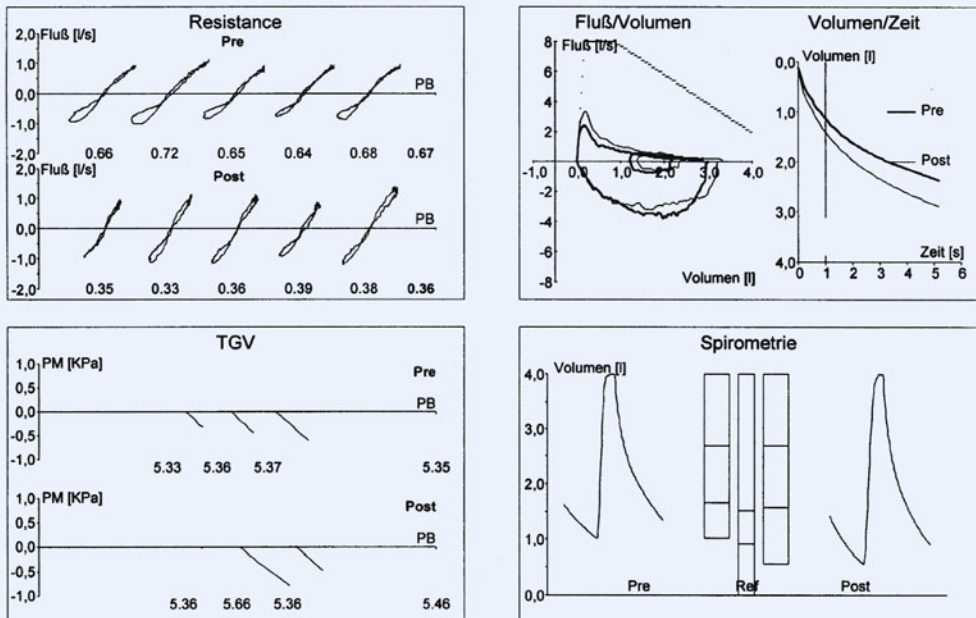 Resistance
2,0 Fluß [l/s]
Pre
1,0
0,0
PB
-1,0
0.66 0.72 0.65 0.64 0.68 0.67
-2,0
2,0 Fluß [l/s]
Post
1,0
0,0
PB
-1,0
0.35 0.33 0.36 0.39 0.38 0.36
-2,0
Fluß/Volumen
8 Fluß [l/s]
6
4
2
0
-1,0 0,0 1,0 2,0 3,0 4,0
-2
-4
-6
-8
Volumen [l]
Volumen/Zeit
0,0 Volumen [l]
1,0
Pre
2,0
Post
3,0
4,0
Zeit [s]
0 1 2 3 4 5 6
TGV
1,0 PM [KPa]
Pre
0,5
0,0
PB
-0,5
-1,0
5.33 5.36 5.37 5.35
1,0 PM [KPa]
Post
0,5
0,0
PB
-0,5
-1,0
5.36 5.66 5.36 5.46
Spirometrie
Volumen [l]
4,0
3,0
2,0
1,0
0,0
Pre Ref Post